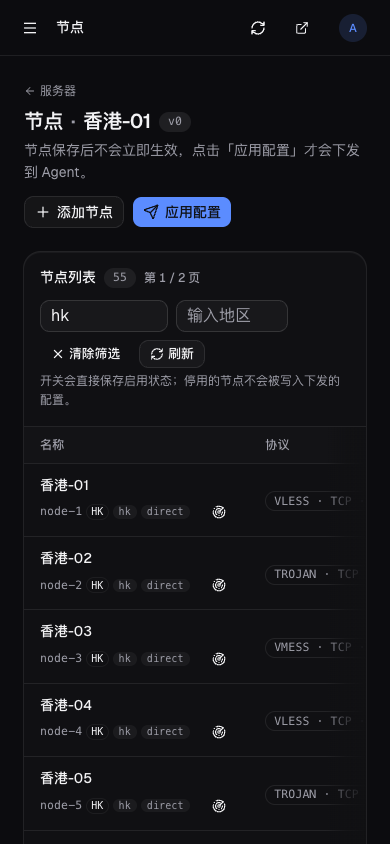 节点
A
服务器
节点 · 香港-01 v0
节点保存后不会立即生效，点击「应用配置」才会下发
到 Agent。
添加节点 应用配置
节点列表 55 第 1 / 2 页
hk 输入地区
清除筛选 刷新
开关会直接保存启用状态；停用的节点不会被写入下发的
配置。
名称 协议
香港-01
node-1 HK hk direct VLESS · TCP
香港-02
node-2 HK hk direct TROJAN · TCP
香港-03
node-3 HK hk direct VMESS · TCP
香港-04
node-4 HK hk direct VLESS · TCP
香港-05
node-5 HK hk direct TROJAN · TCP